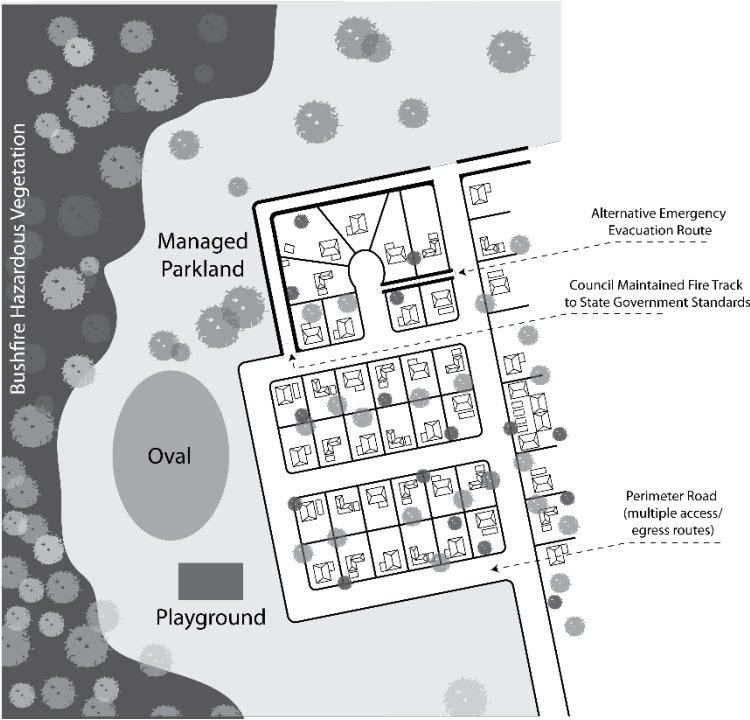 Bushfire Hazardous Vegetation
Managed
Parkland
Alternative Emergency
Evacuation Route
Council Maintained Fire Track
to State Government Standards
Oval
Perimeter Road
(multiple access/
egress routes)
Playground